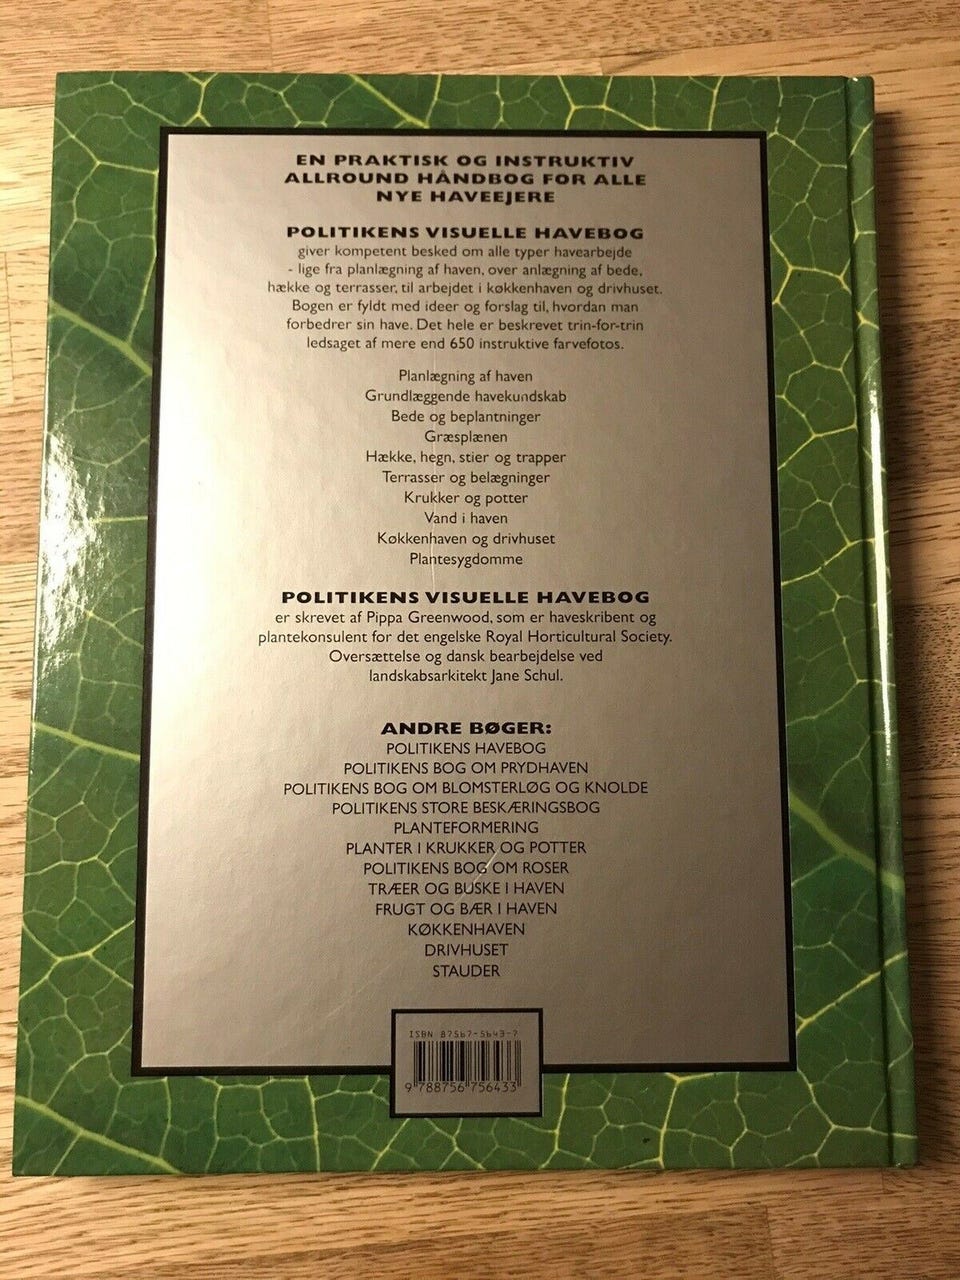 EN PRAKTISK OG INSTRUKTIV
ALLROUND HÅNDBOG FOR ALLE
NYE HAVEEJERE
POLITIKENS VISUELLE HAVEBOG
giver kompetent besked om alle typer havearbejde
- lige fra planlægning af haven, over anlægning af bede,
hække og terrasser, til arbejdet i køkkenhaven og drivhuset.
Bogen er fyldt med ideer og forslag til, hvordan man
forbedrer sin have. Det hele er beskrevet trin-for-trin
ledsaget af mere end 650 instruktive farvefotos.
Planlægning af haven
Grundlæggende havekundskab
Bede og beplantninger
Græsplænen
Hække, hegn, stier og trapper
Terrasser og belægninger
Krukker og potter
Vand i haven
Køkkenhaven og drivhuset
Plantesygdomme
POLITIKENS VISUELLE HAVEBOG
er skrevet af Pippa Greenwood, som er haveskribent og
plantekonsulent for det engelske Royal Horticultural Society.
Oversættelse og dansk bearbejdelse ved
landskabsarkitekt Jane Schul.
ANDRE BØGER:
POLITIKENS HAVEBOG
POLITIKENS BOG OM PRYDHAVEN
POLITIKENS BOG OM BLOMSTERLØG OG KNOLDE
POLITIKENS STORE BESKÆRINGSBOG
PLANTEFORMERING
PLANTER I KRUKKER OG POTTER
POLITIKENS BOG OM ROSER
TRÆER OG BUSKE I HAVEN
FRUGT OG BÆR I HAVEN
KØKKENHAVEN
DRIVHUSET
STAUDER
ISBN 87567-5643-7
9 788756 756433